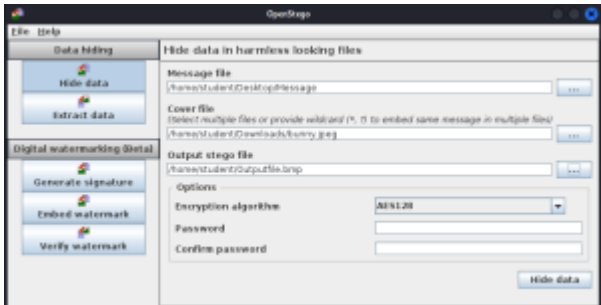 OpenStego
File Help
Data hiding
Hide data
Extract data
Digital watermarking (Beta)
Generate signature
Embed watermark
Verify watermark
Hide data in harmless looking files
Message file
/home/student/Desktop/Message
...
Cover file
(Select multiple files or provide wildcard (*, ?) to embed same message in multiple files)
/home/student/Downloads/bunny.jpeg
...
Output stego file
/home/student/Outputfile.bmp
...
Options
Encryption algorithm
AES128
Password
Confirm password
Hide data